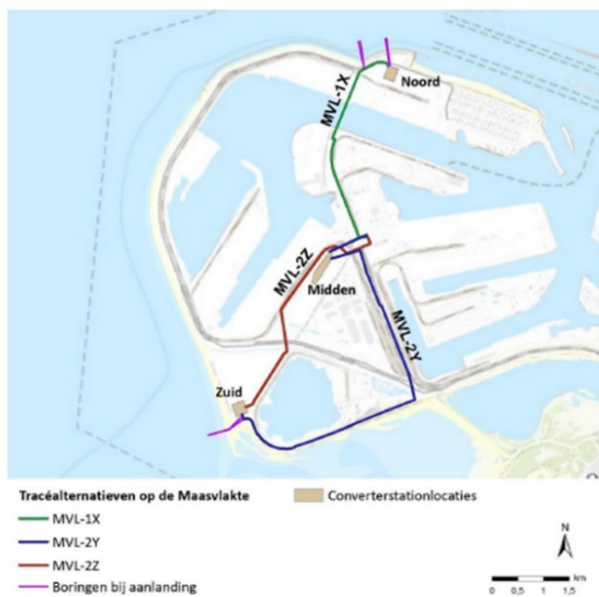 MVL-1X
Noord
MVL-2Z
Midden
MVL-2Y
Zuid
Tracéalternatieven op de Maasvlakte
Converterstationlocaties
MVL-1X
MVL-2Y
MVL-2Z
Boringen bij aanlanding
N
km
0 0,5 1 1,5